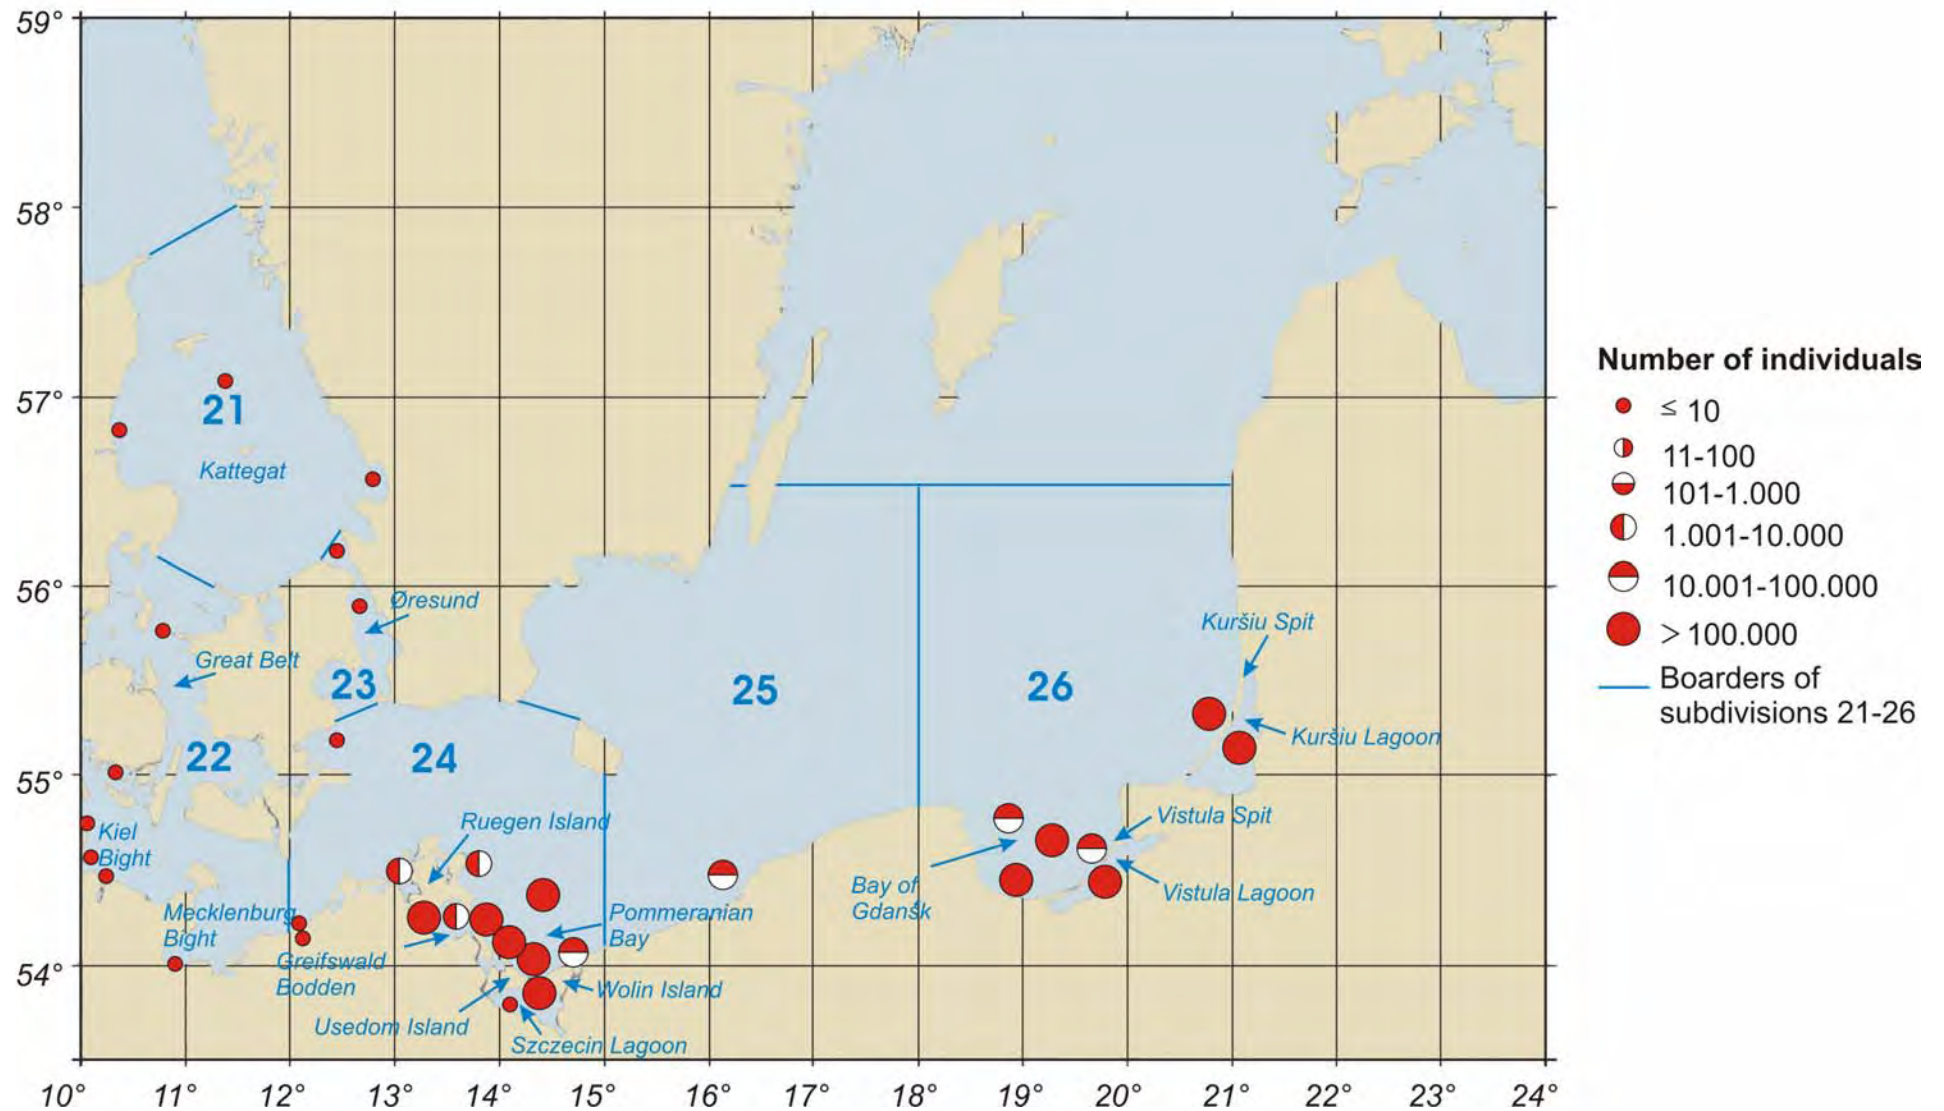 59°
58°
57°
56°
55°
54°
10°
11°
12°
13°
14°
15°
16°
17°
18°
19°
20°
21°
22°
23°
24°
21
Kattegat
Øresund
Great Belt
23
22
24
25
26
Kuršiu Spit
Kuršiu Lagoon
Kiel
Bight
Ruegen Island
Vistula Spit
Vistula Lagoon
Bay of
Gdanšk
Mecklenburg
Bight
Pommeranian
Bay
Greifswald
Bodden
Wolin Island
Usedom Island
Szczecin Lagoon
Number of individuals
≤ 10
11-100
101-1.000
1.001-10.000
10.001-100.000
> 100.000
Boarders of
subdivisions 21-26